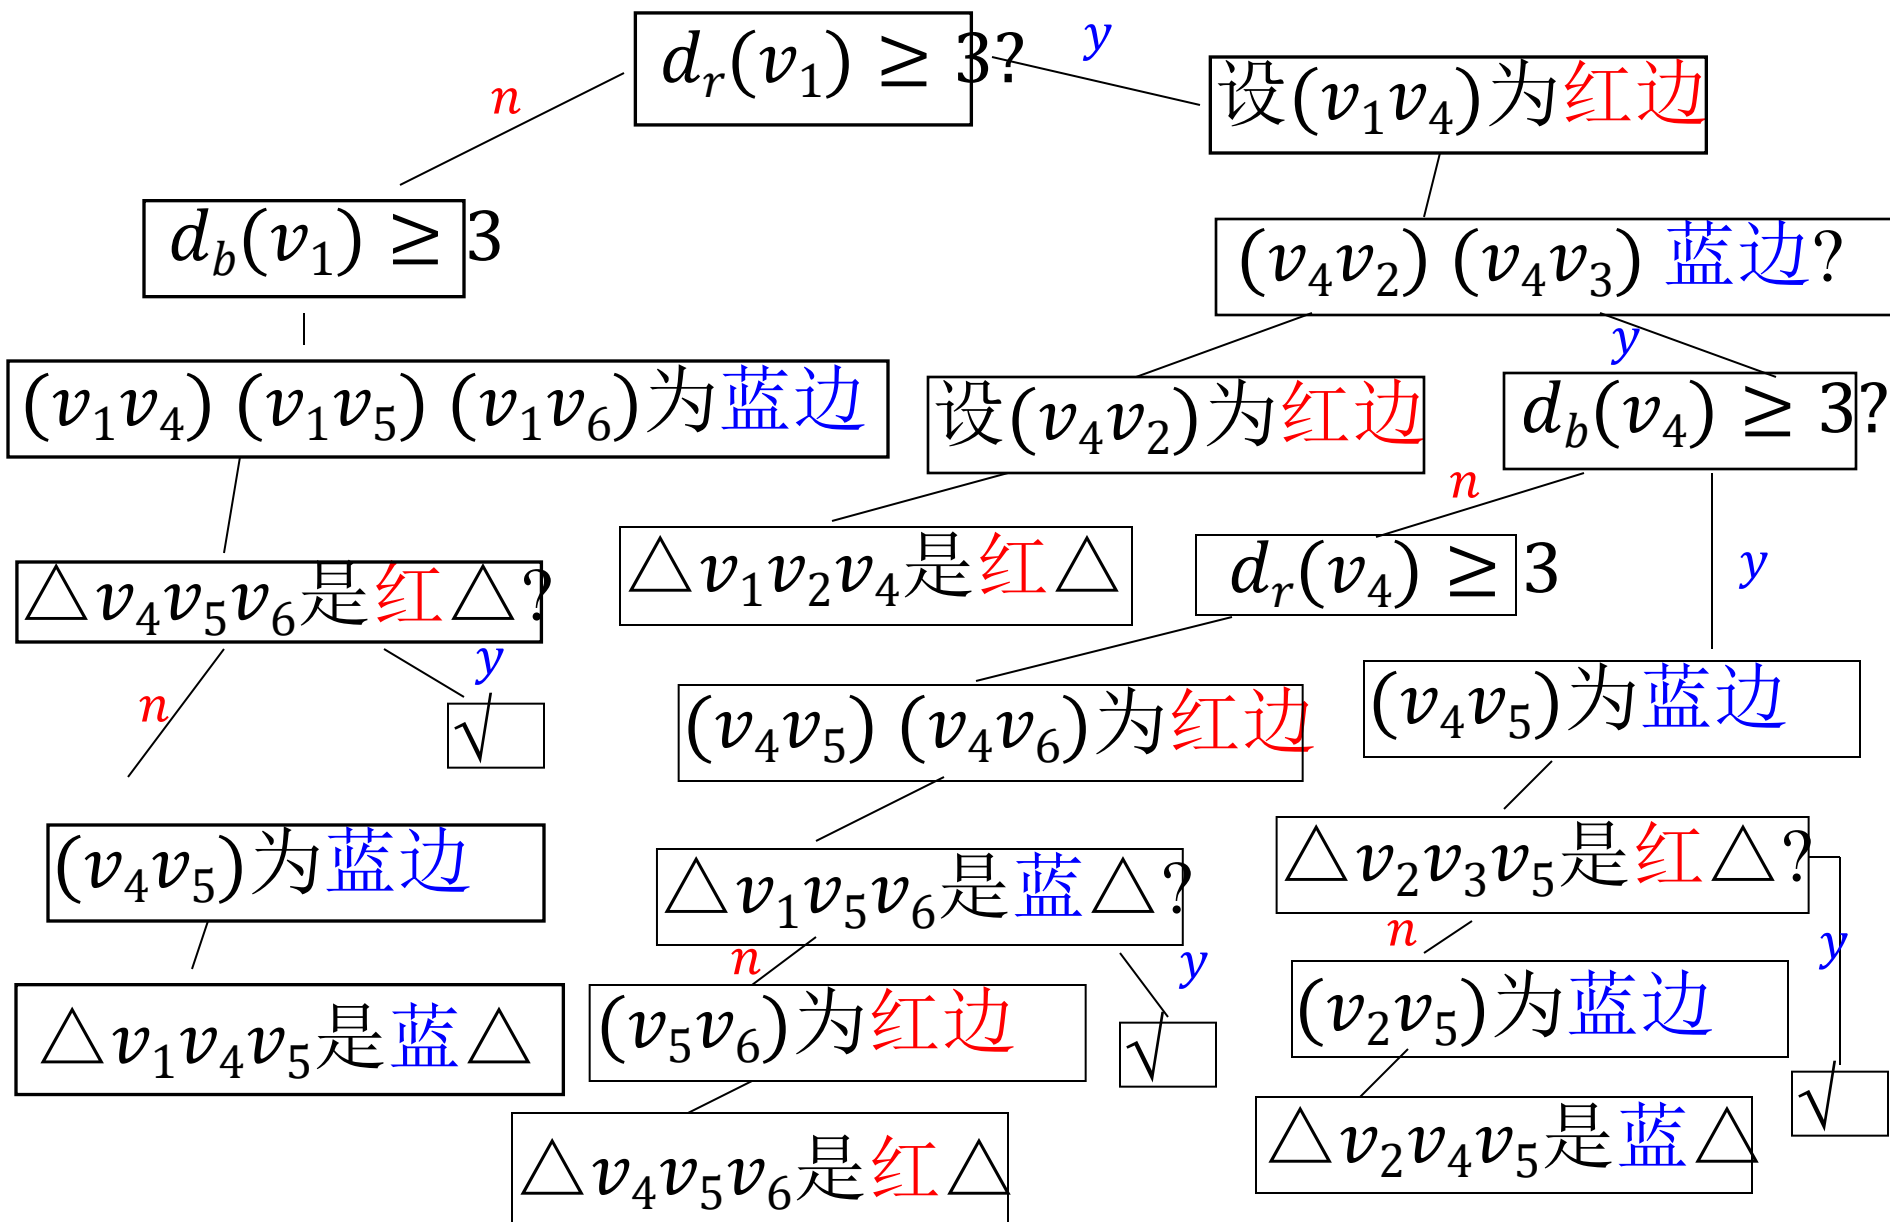 d_r(v_1) ≥ 3?
y
n
设(v_1v_4)为红边
d_b(v_1) ≥ 3
(v_4v_2) (v_4v_3) 蓝边?
y
(v_1v_4) (v_1v_5) (v_1v_6)为蓝边
设(v_4v_2)为红边
d_b(v_4) ≥ 3?
n
y
△v_4v_5v_6是红△?
△v_1v_2v_4是红△
d_r(v_4) ≥ 3
y
n
√
(v_4v_5) (v_4v_6)为红边
(v_4v_5)为蓝边
(v_4v_5)为蓝边
△v_1v_5v_6是蓝△?
△v_2v_3v_5是红△?
n
y
n
y
△v_1v_4v_5是蓝△
(v_5v_6)为红边
√
(v_2v_5)为蓝边
√
△v_4v_5v_6是红△
△v_2v_4v_5是蓝△